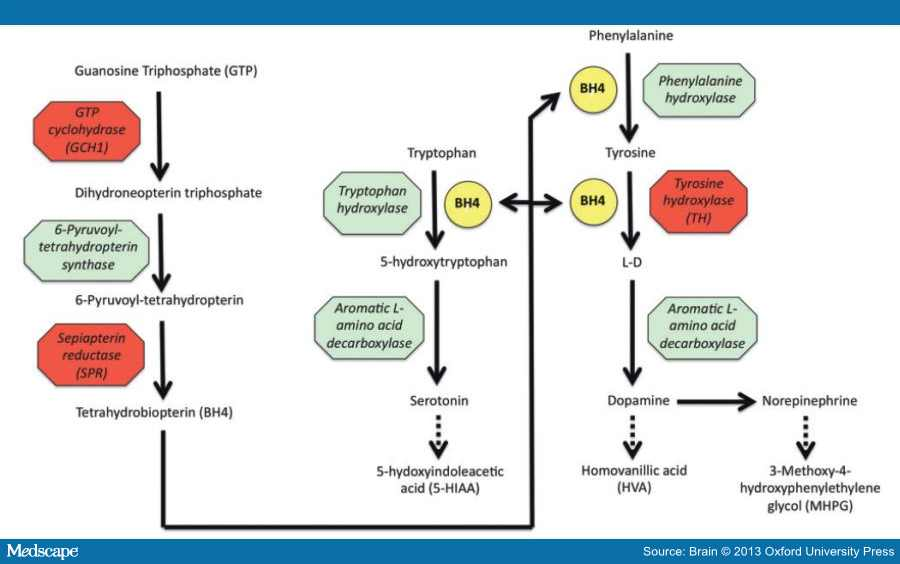 Guanosine Triphosphate (GTP)
GTP
cyclohydrase
(GCH1)
Dihydroneopterin triphosphate
6-Pyruvoyl-
tetrahydropterin
synthase
6-Pyruvoyl-tetrahydropterin
Sepiapterin
reductase
(SPR)
Tetrahydrobiopterin (BH4)
Tryptophan
Tryptophan
hydroxylase
BH4
5-hydroxytryptophan
Aromatic L-
amino acid
decarboxylase
Serotonin
5-hydoxyindoleacetic
acid (5-HIAA)
Phenylalanine
BH4
Phenylalanine
hydroxylase
Tyrosine
BH4
Tyrosine
hydroxylase
(TH)
L-D
Aromatic L-
amino acid
decarboxylase
Dopamine
Norepinephrine
Homovanillic acid
(HVA)
3-Methoxy-4-
hydroxyphenylethylene
glycol (MHPG)
Medscape
Source: Brain © 2013 Oxford University Press